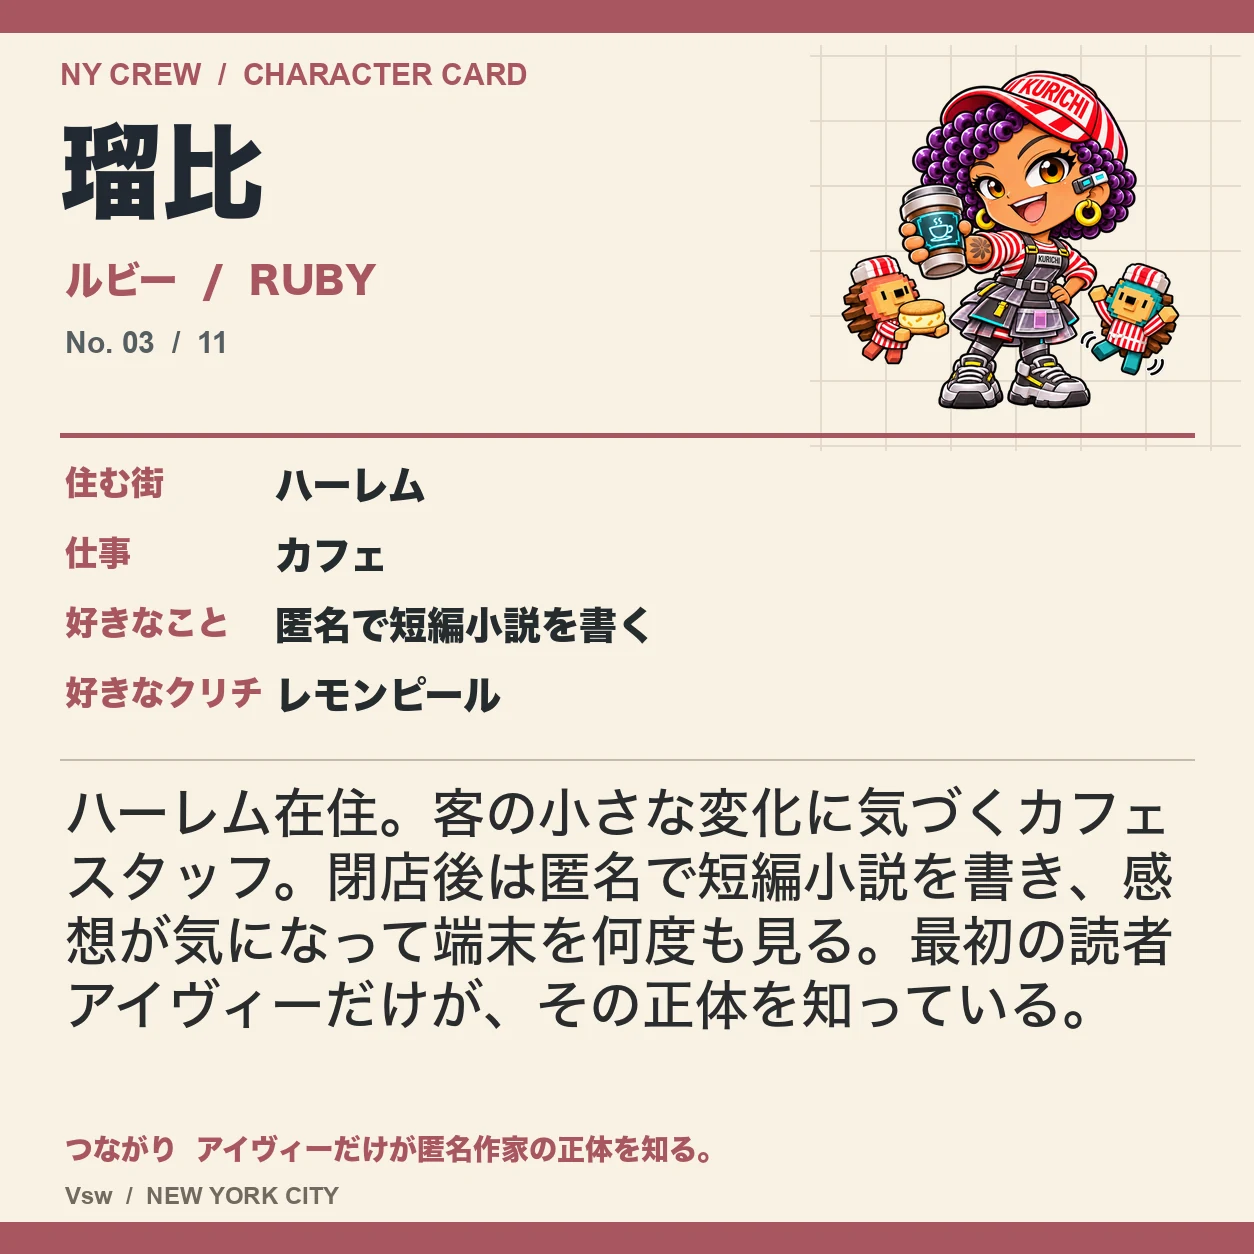 NY CREW / CHARACTER CARD
瑠比
ルビー / RUBY
No. 03 / 11
KURICHI
KURICHI
住む街 ハーレム
仕事 カフェ
好きなこと 匿名で短編小説を書く
好きなクリチ レモンピール
ハーレム在住。客の小さな変化に気づくカフェ
スタッフ。閉店後は匿名で短編小説を書き、感
想が気になって端末を何度も見る。最初の読者
アイヴィーだけが、その正体を知っている。
つながり アイヴィーだけが匿名作家の正体を知る。
Vsw / NEW YORK CITY